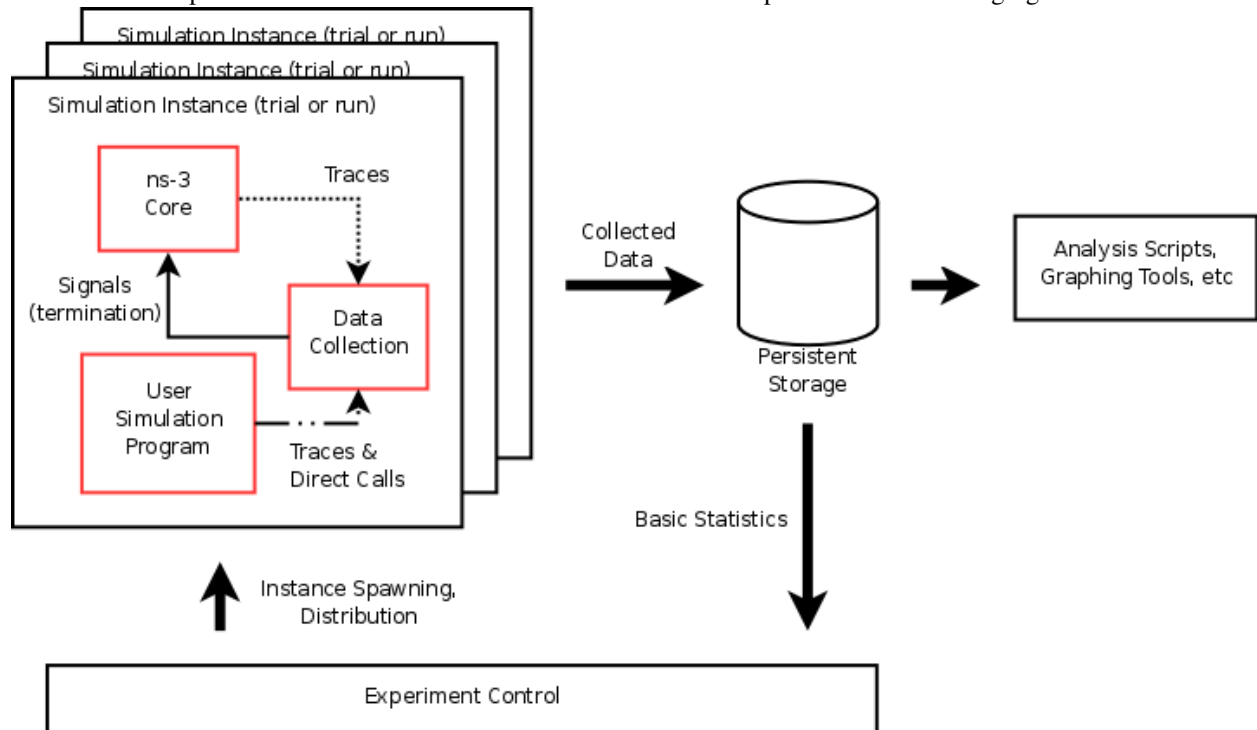 Simulation Instance (trial or run)
Simulation Instance (trial or run)
Simulation Instance (trial or run)
ns-3
Core
Traces
Signals
(termination)
Data
Collection
User
Simulation
Program
Traces &
Direct Calls
Collected
Data
Persistent
Storage
Analysis Scripts,
Graphing Tools, etc
Basic Statistics
Instance Spawning,
Distribution
Experiment Control